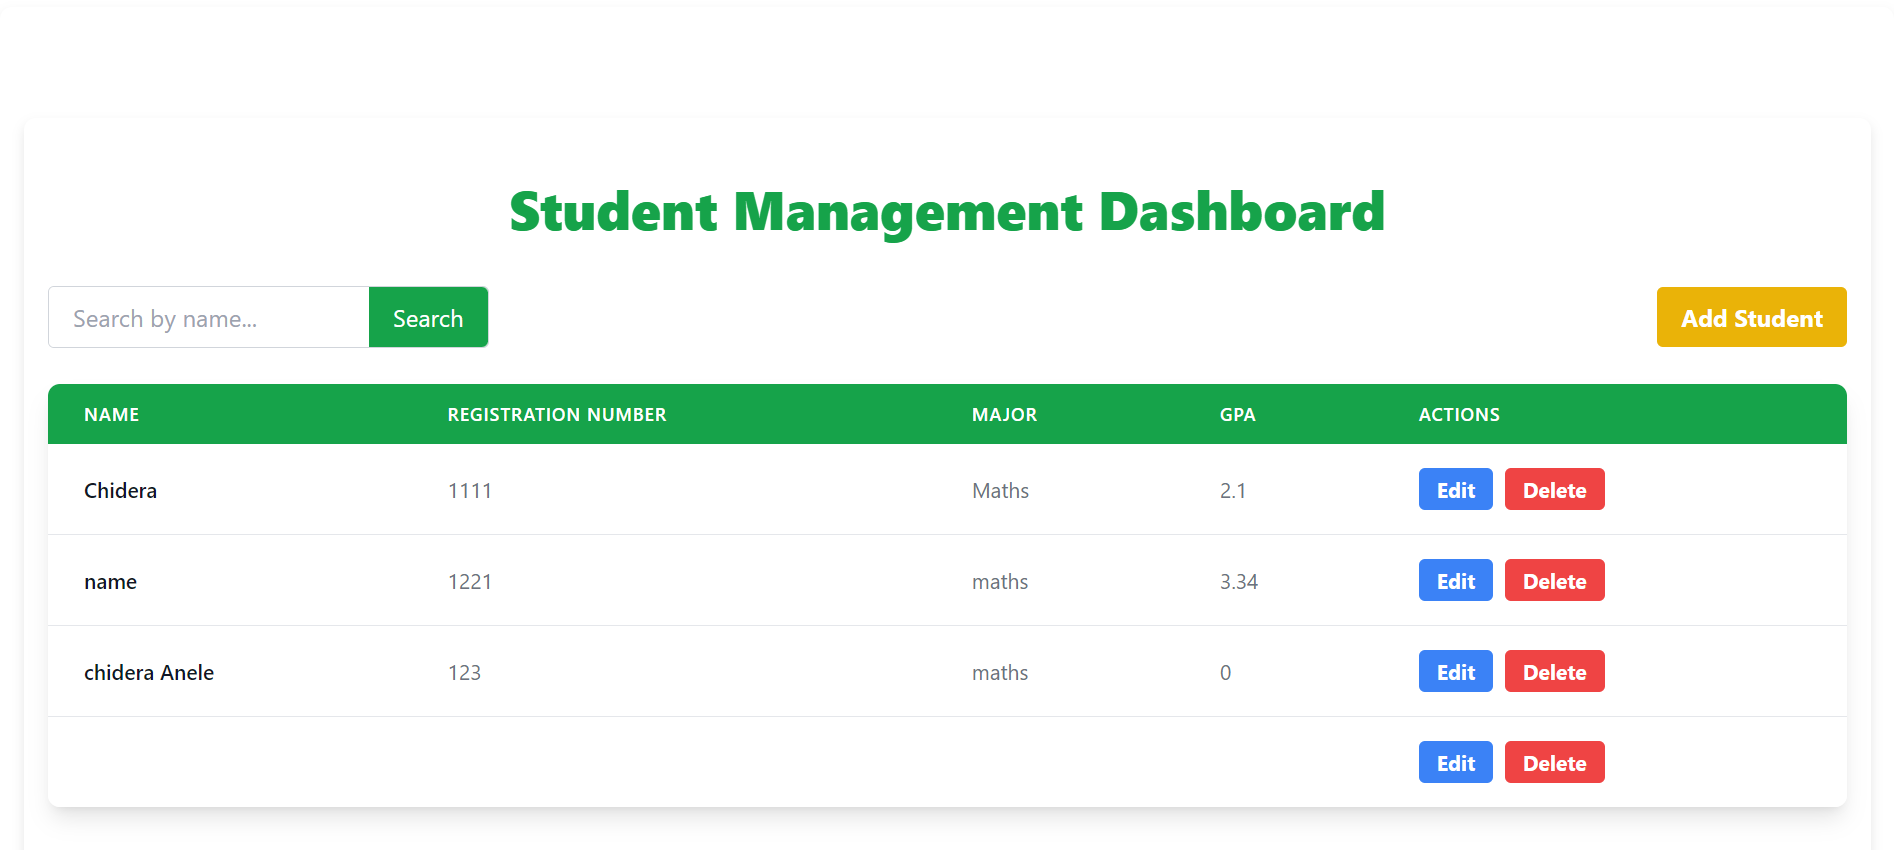 Student Management Dashboard
Search by name... Search Add Student
NAME REGISTRATION NUMBER MAJOR GPA ACTIONS
Chidera 1111 Maths 2.1 Edit Delete
name 1221 maths 3.34 Edit Delete
chidera Anele 123 maths 0 Edit Delete
Edit Delete